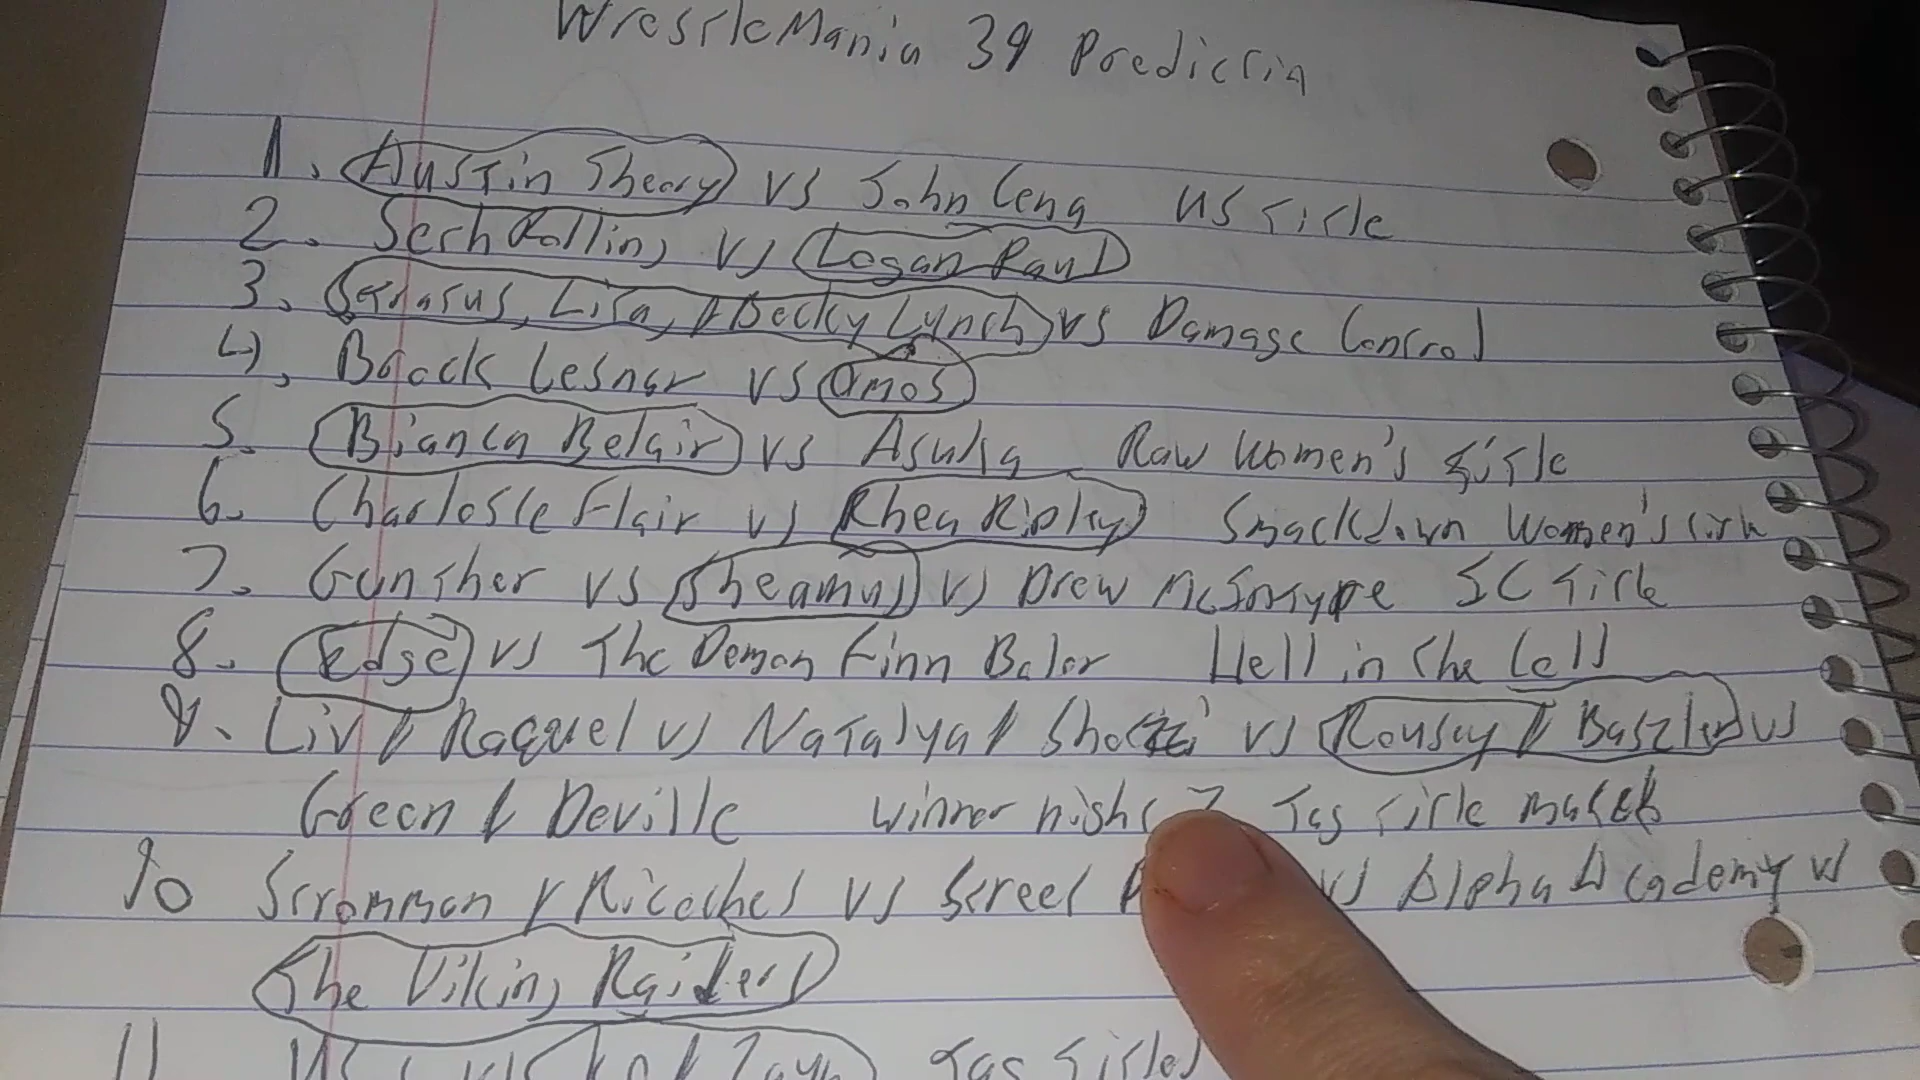 WrestleMania 39 Prediction
1. Austin Theory vs John Cena US Title
2. Seth Rollins vs Logan Paul
3. Stratus, Lita, & Becky Lynch vs Damage Control
4. Brock Lesnar vs Omos
5. Bianca Belair vs Asuka Raw Women's title
6. Charlotte Flair vs Rhea Ripley Smackdown Women's title
7. Gunther vs Sheamus vs Drew McIntyre IC Title
8. Edge vs The Demon Finn Balor Hell in The Cell
9. Liv & Raquel vs Natalya & Shotzi vs Rousey & Baszler vs
Green & Deville winner night Tag title match
10 Stromman & Ricochet vs Street vs Alpha Academy vs
The Viking Raiders
11 Tag titles